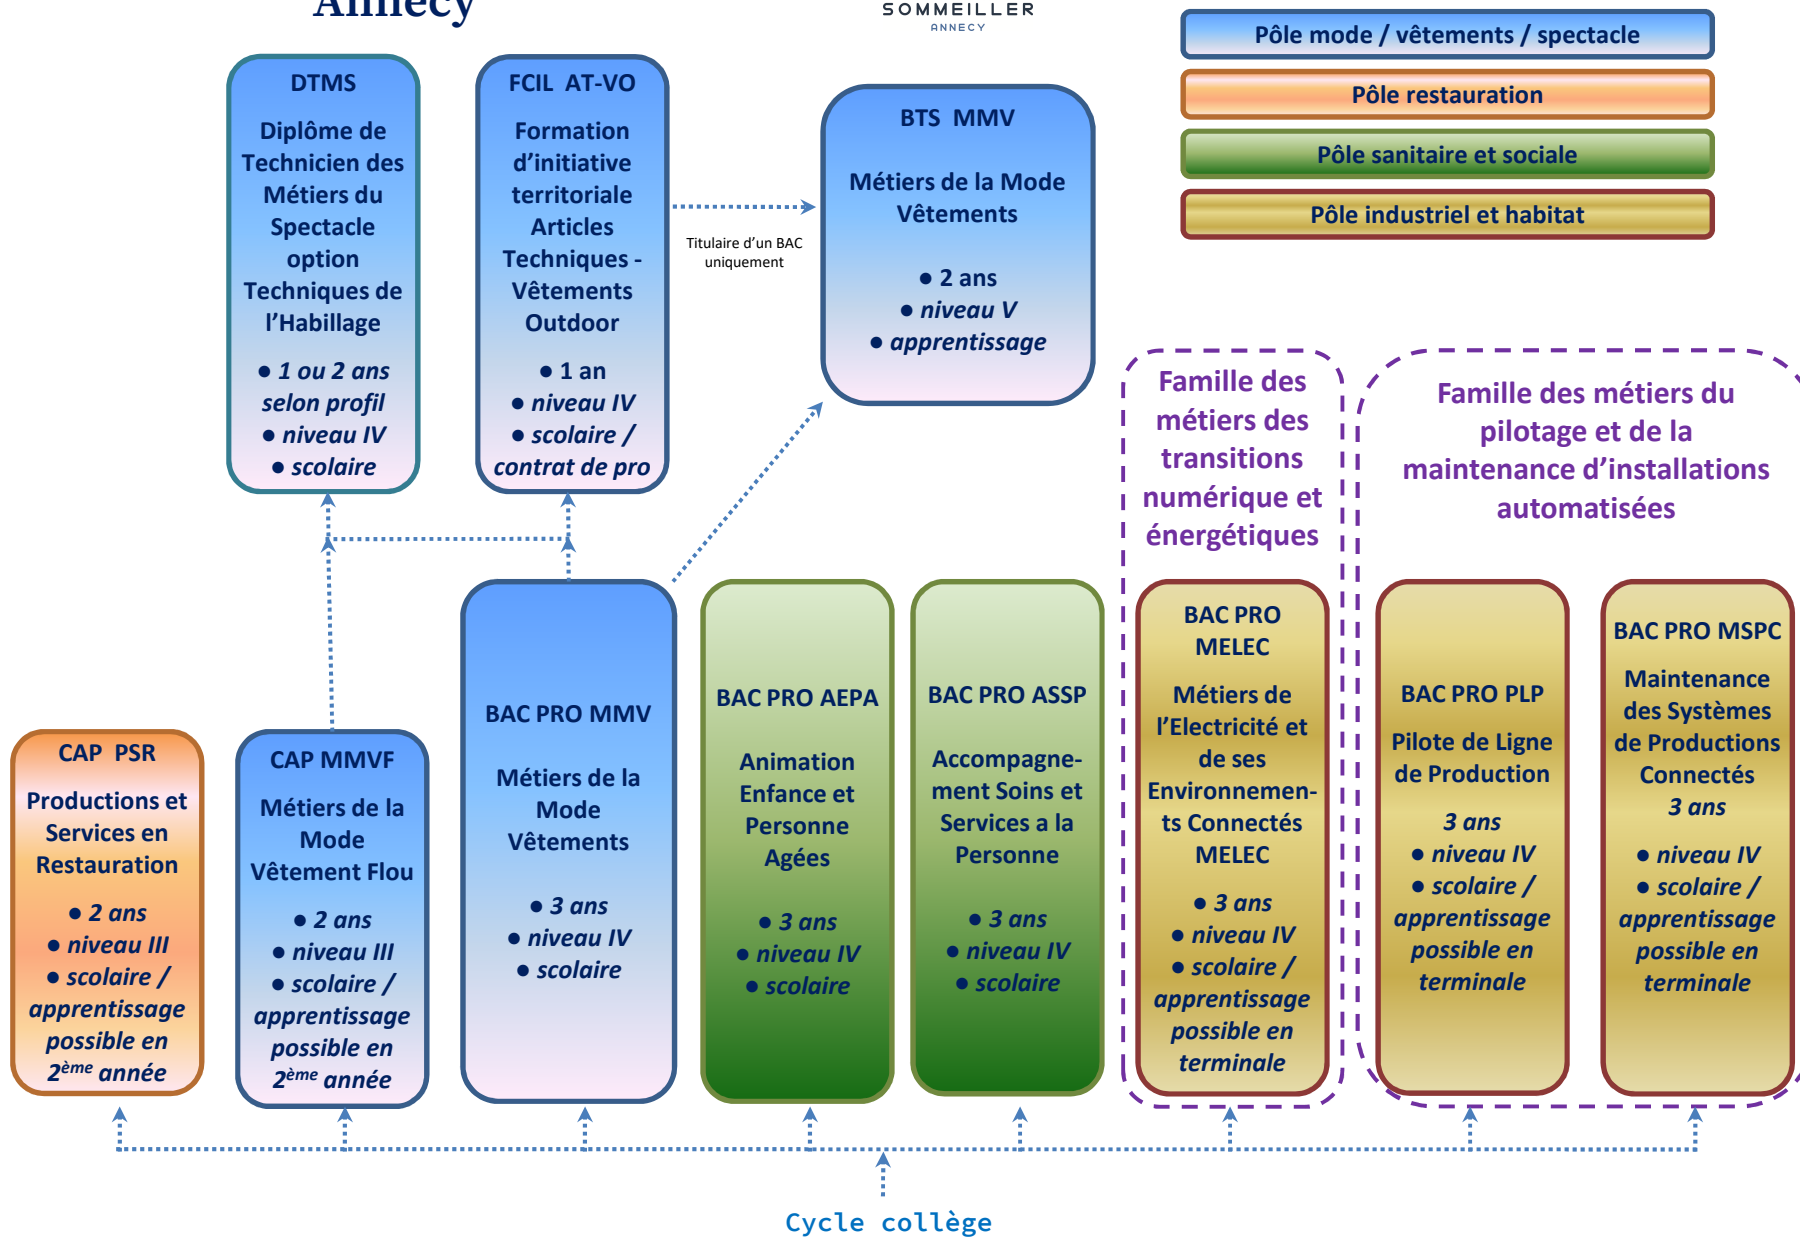 Annecy
SOMMEILLER
ANNECY
Pôle mode / vêtements / spectacle
Pôle restauration
Pôle sanitaire et sociale
Pôle industriel et habitat
DTMS
Diplôme de
Technicien des
Métiers du
Spectacle
option
Techniques de
l’Habillage
● 1 ou 2 ans
selon profil
● niveau IV
● scolaire
FCIL AT-VO
Formation
d’initiative
territoriale
Articles
Techniques -
Vêtements
Outdoor
● 1 an
● niveau IV
● scolaire /
contrat de pro
Titulaire d’un BAC
uniquement
BTS MMV
Métiers de la Mode
Vêtements
● 2 ans
● niveau V
● apprentissage
Famille des
métiers des
transitions
numérique et
énergétiques
Famille des métiers du
pilotage et de la
maintenance d’installations
automatisées
CAP PSR
Productions et
Services en
Restauration
● 2 ans
● niveau III
● scolaire /
apprentissage
possible en
2ème année
CAP MMVF
Métiers de la
Mode
Vêtement Flou
● 2 ans
● niveau III
● scolaire /
apprentissage
possible en
2ème année
BAC PRO MMV
Métiers de la
Mode
Vêtements
● 3 ans
● niveau IV
● scolaire
BAC PRO AEPA
Animation
Enfance et
Personne
Agées
● 3 ans
● niveau IV
● scolaire
BAC PRO ASSP
Accompagne-
ment Soins et
Services a la
Personne
● 3 ans
● niveau IV
● scolaire
BAC PRO
MELEC
Métiers de
l’Electricité et
de ses
Environnemen-
ts Connectés
MELEC
● 3 ans
● niveau IV
● scolaire /
apprentissage
possible en
terminale
BAC PRO PLP
Pilote de Ligne
de Production
3 ans
● niveau IV
● scolaire /
apprentissage
possible en
terminale
BAC PRO MSPC
Maintenance
des Systèmes
de Productions
Connectés
3 ans
● niveau IV
● scolaire /
apprentissage
possible en
terminale
Cycle collège